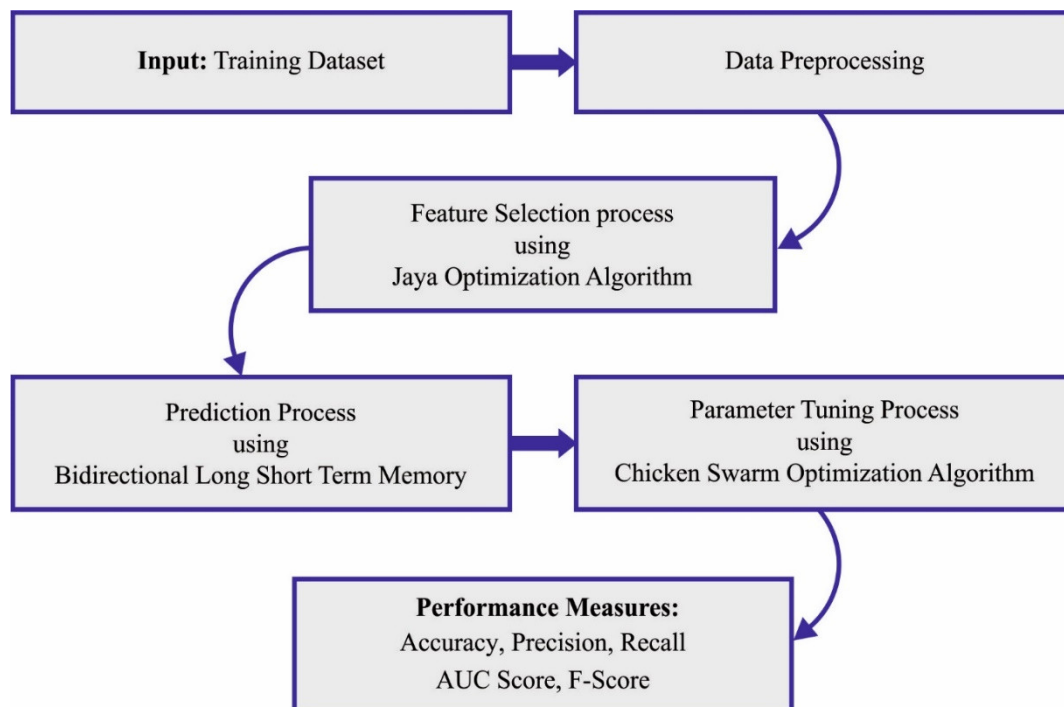 Input: Training Dataset
Data Preprocessing
Feature Selection process
using
Jaya Optimization Algorithm
Prediction Process
using
Bidirectional Long Short Term Memory
Parameter Tuning Process
using
Chicken Swarm Optimization Algorithm
Performance Measures:
Accuracy, Precision, Recall
AUC Score, F-Score